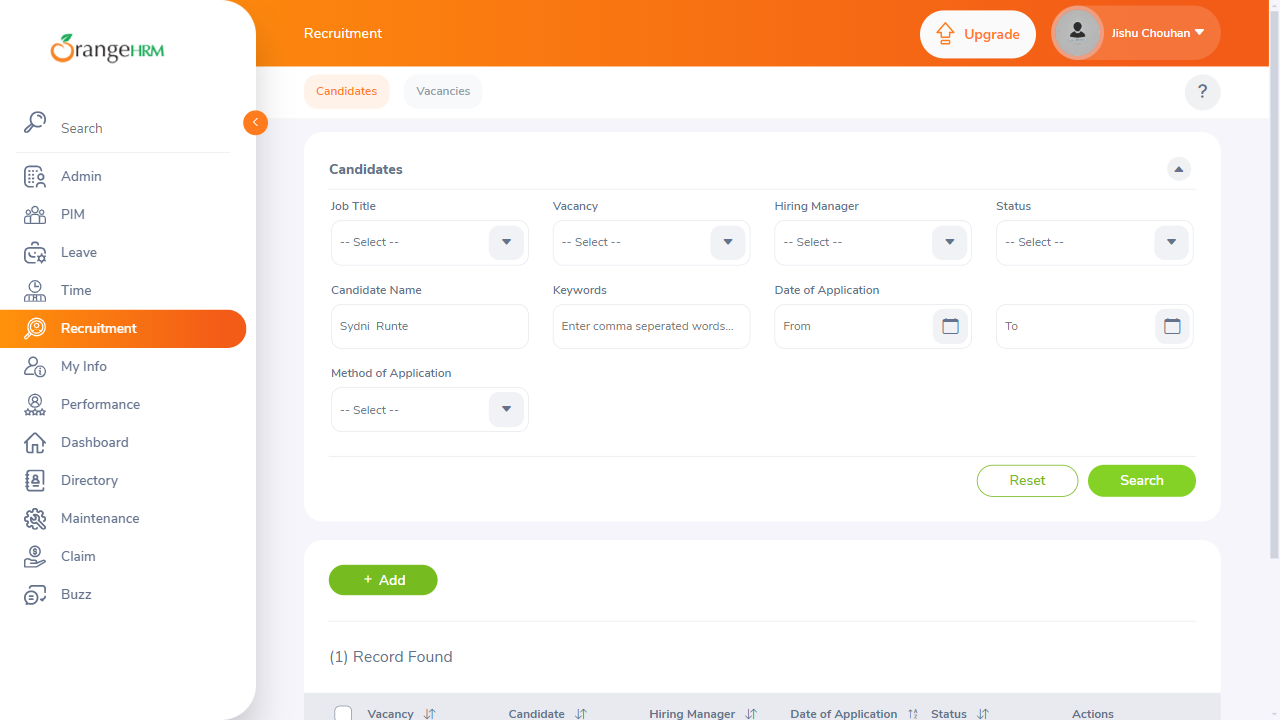 OrangeHRM
Search
Admin
PIM
Leave
Time
Recruitment
My Info
Performance
Dashboard
Directory
Maintenance
Claim
Buzz
Recruitment
Upgrade
Jishu Chouhan
Candidates Vacancies ?
Candidates
Job Title Vacancy Hiring Manager Status
-- Select -- -- Select -- -- Select -- -- Select --
Candidate Name Keywords Date of Application
Sydni  Runte Enter comma seperated words... From To
Method of Application
-- Select --
Reset Search
+ Add
(1) Record Found
Vacancy Candidate Hiring Manager Date of Application Status Actions